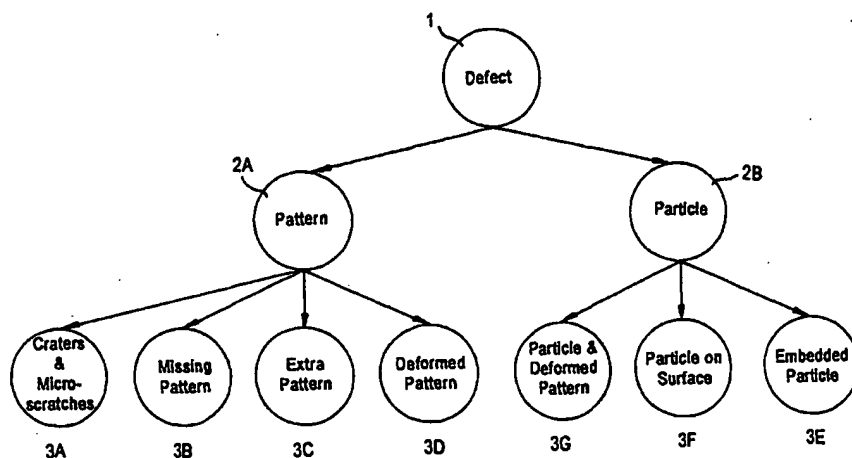 1
Defect
2A
2B
Pattern
Particle
Craters
&
Micro-
scratches
Missing
Pattern
Extra
Pattern
Deformed
Pattern
Particle &
Deformed
Pattern
Particle on
Surface
Embedded
Particle
3A
3B
3C
3D
3G
3F
3E